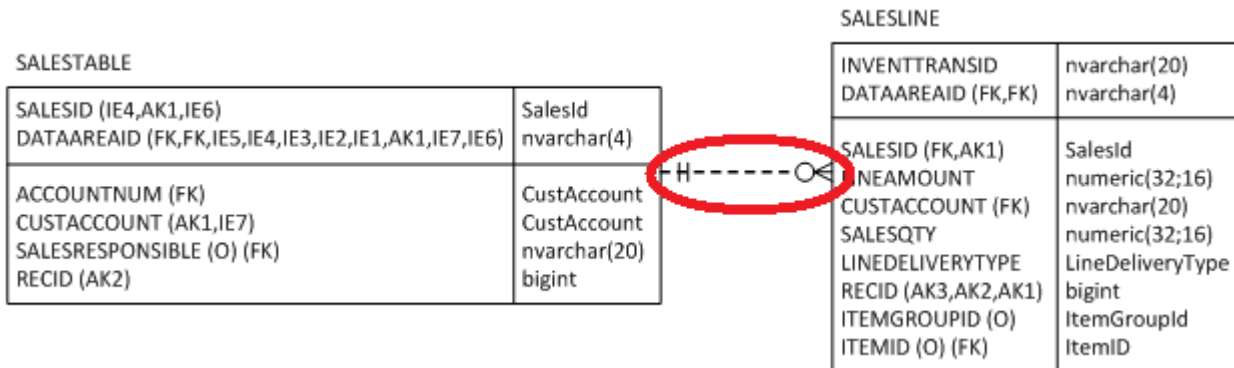 SALESTABLE
SALESID (IE4,AK1,IE6) SalesId
DATAAREAID (FK,FK,IE5,IE4,IE3,IE2,IE1,AK1,IE7,IE6) nvarchar(4)
ACCOUNTNUM (FK) CustAccount
CUSTACCOUNT (AK1,IE7) CustAccount
SALESRESPONSIBLE (O) (FK) nvarchar(20)
RECID (AK2) bigint
SALESLINE
INVENTTRANSID nvarchar(20)
DATAAREAID (FK,FK) nvarchar(4)
SALESID (FK,AK1) SalesId
LINEAMOUNT numeric(32;16)
CUSTACCOUNT (FK) nvarchar(20)
SALESQTY numeric(32;16)
LINEDELIVERYTYPE LineDeliveryType
RECID (AK3,AK2,AK1) bigint
ITEMGROUPID (O) ItemGroupId
ITEMID (O) (FK) ItemID